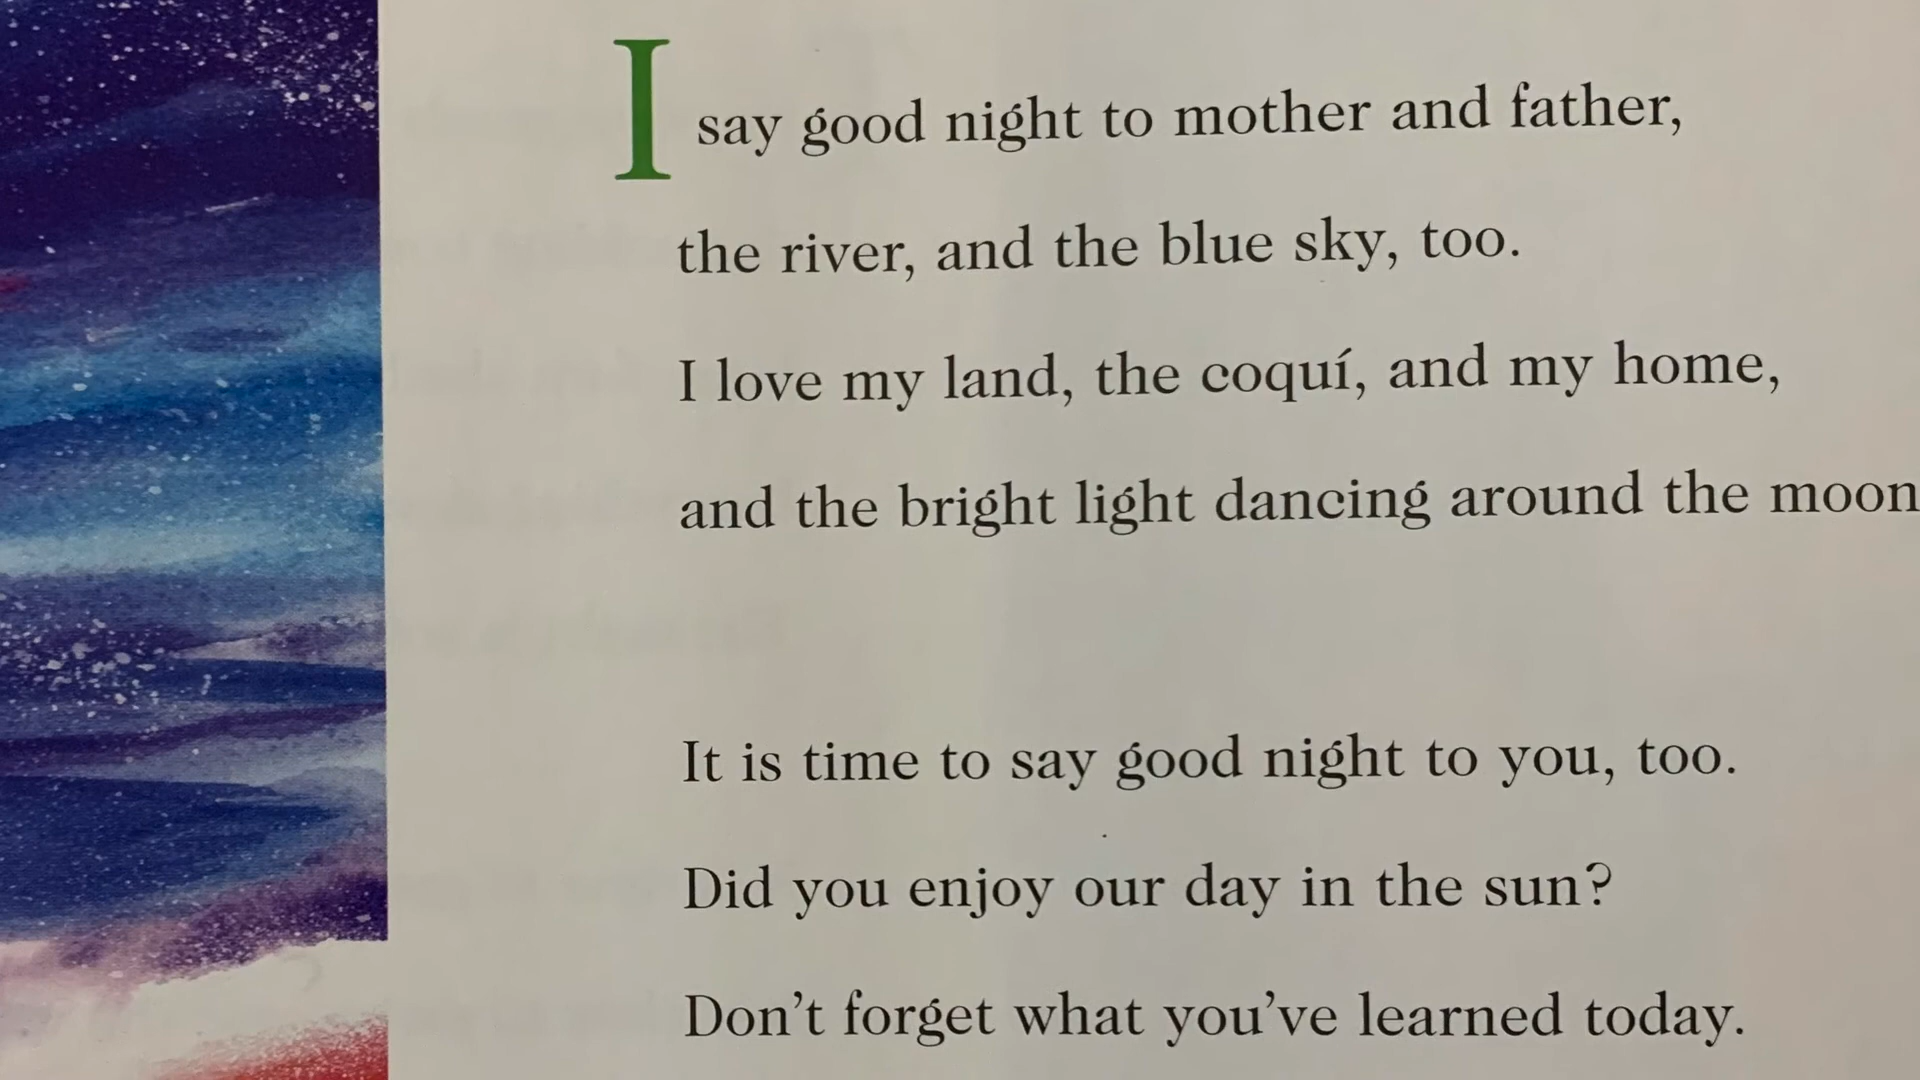 I say good night to mother and father,
the river, and the blue sky, too.
I love my land, the coquí, and my home,
and the bright light dancing around the moon
It is time to say good night to you, too.
Did you enjoy our day in the sun?
Don’t forget what you’ve learned today.